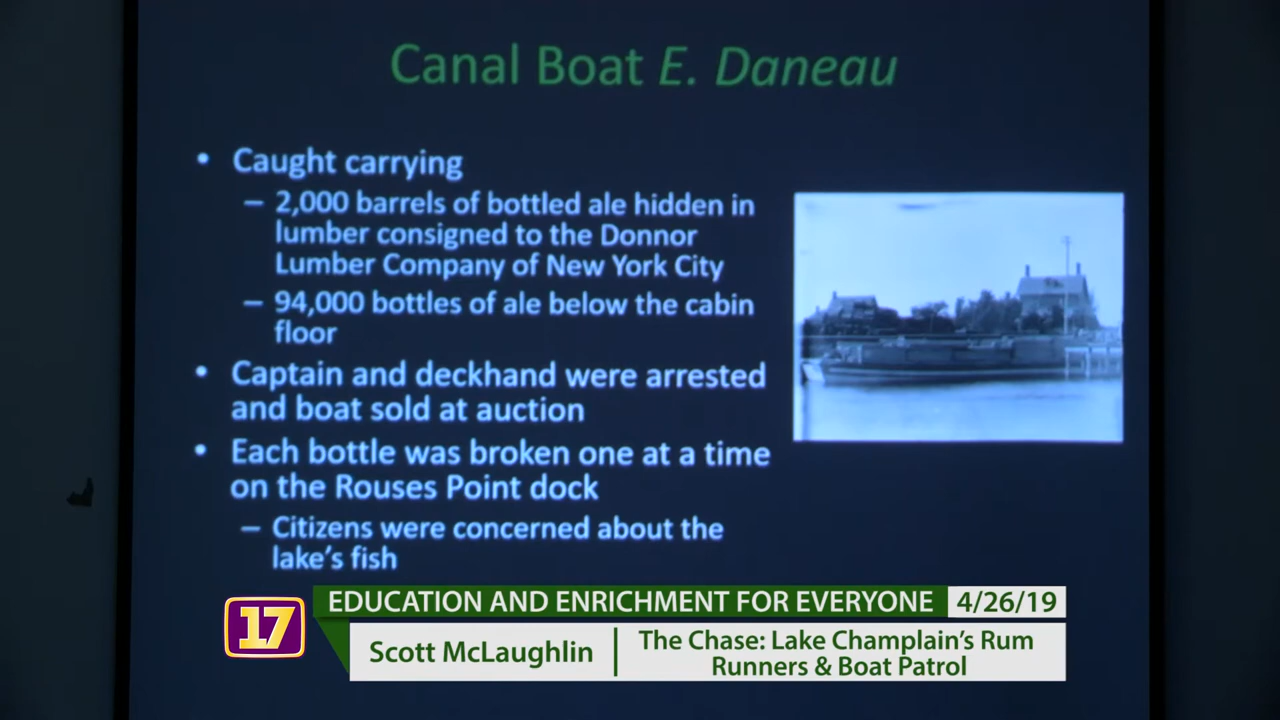 Canal Boat E. Daneau
• Caught carrying
– 2,000 barrels of bottled ale hidden in
lumber consigned to the Donnor
Lumber Company of New York City
– 94,000 bottles of ale below the cabin
floor
• Captain and deckhand were arrested
and boat sold at auction
• Each bottle was broken one at a time
on the Rouses Point dock
– Citizens were concerned about the
lake's fish
17
EDUCATION AND ENRICHMENT FOR EVERYONE
4/26/19
Scott McLaughlin
The Chase: Lake Champlain's Rum
Runners & Boat Patrol